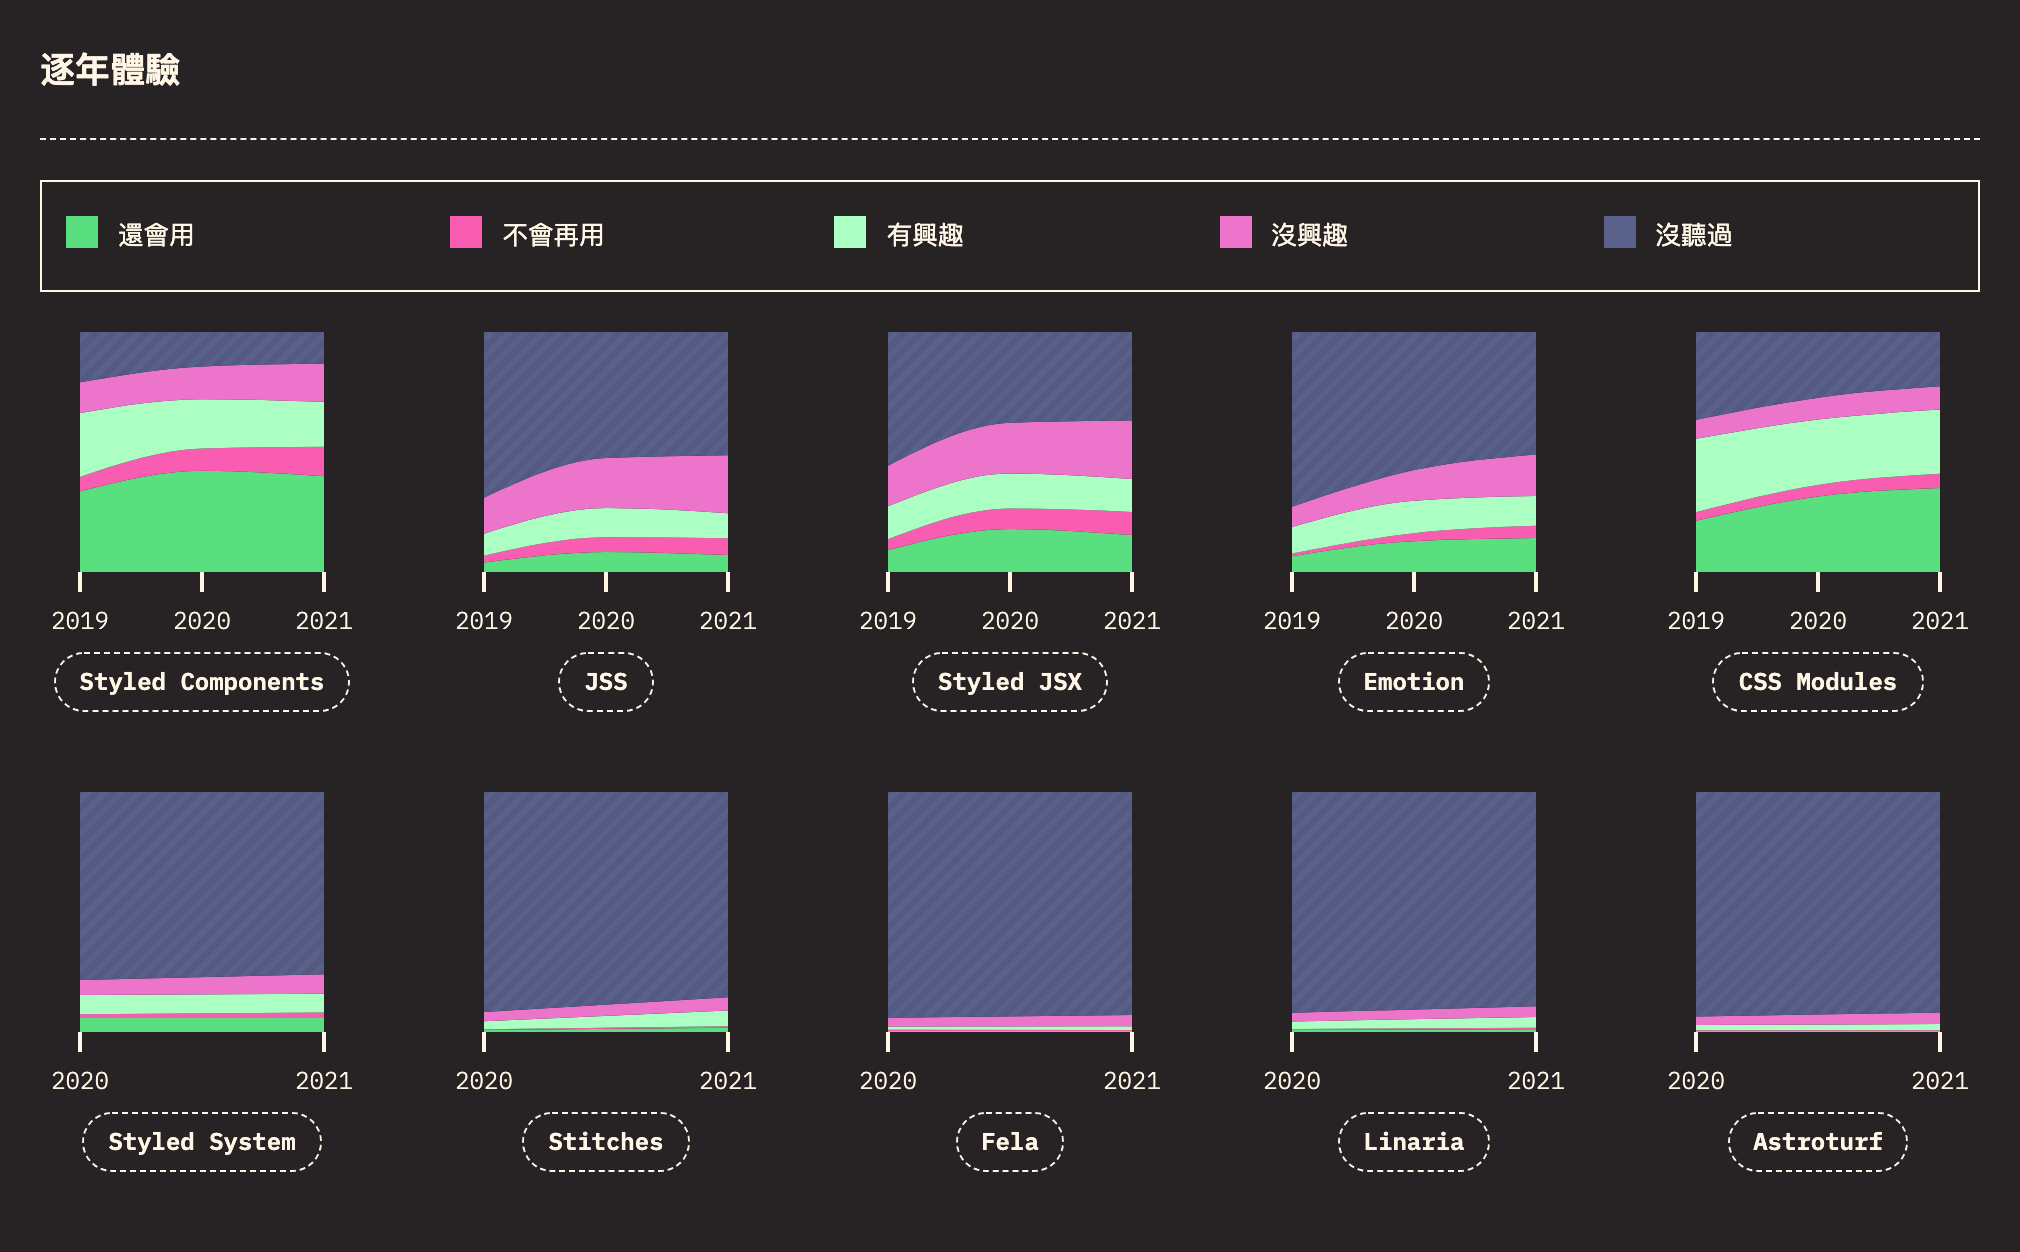 逐年體驗
還會用 不會再用 有興趣 沒興趣 沒聽過
2019 2020 2021 2019 2020 2021 2019 2020 2021 2019 2020 2021 2019 2020 2021
Styled Components JSS Styled JSX Emotion CSS Modules
2020 2021 2020 2021 2020 2021 2020 2021 2020 2021
Styled System Stitches Fela Linaria Astroturf